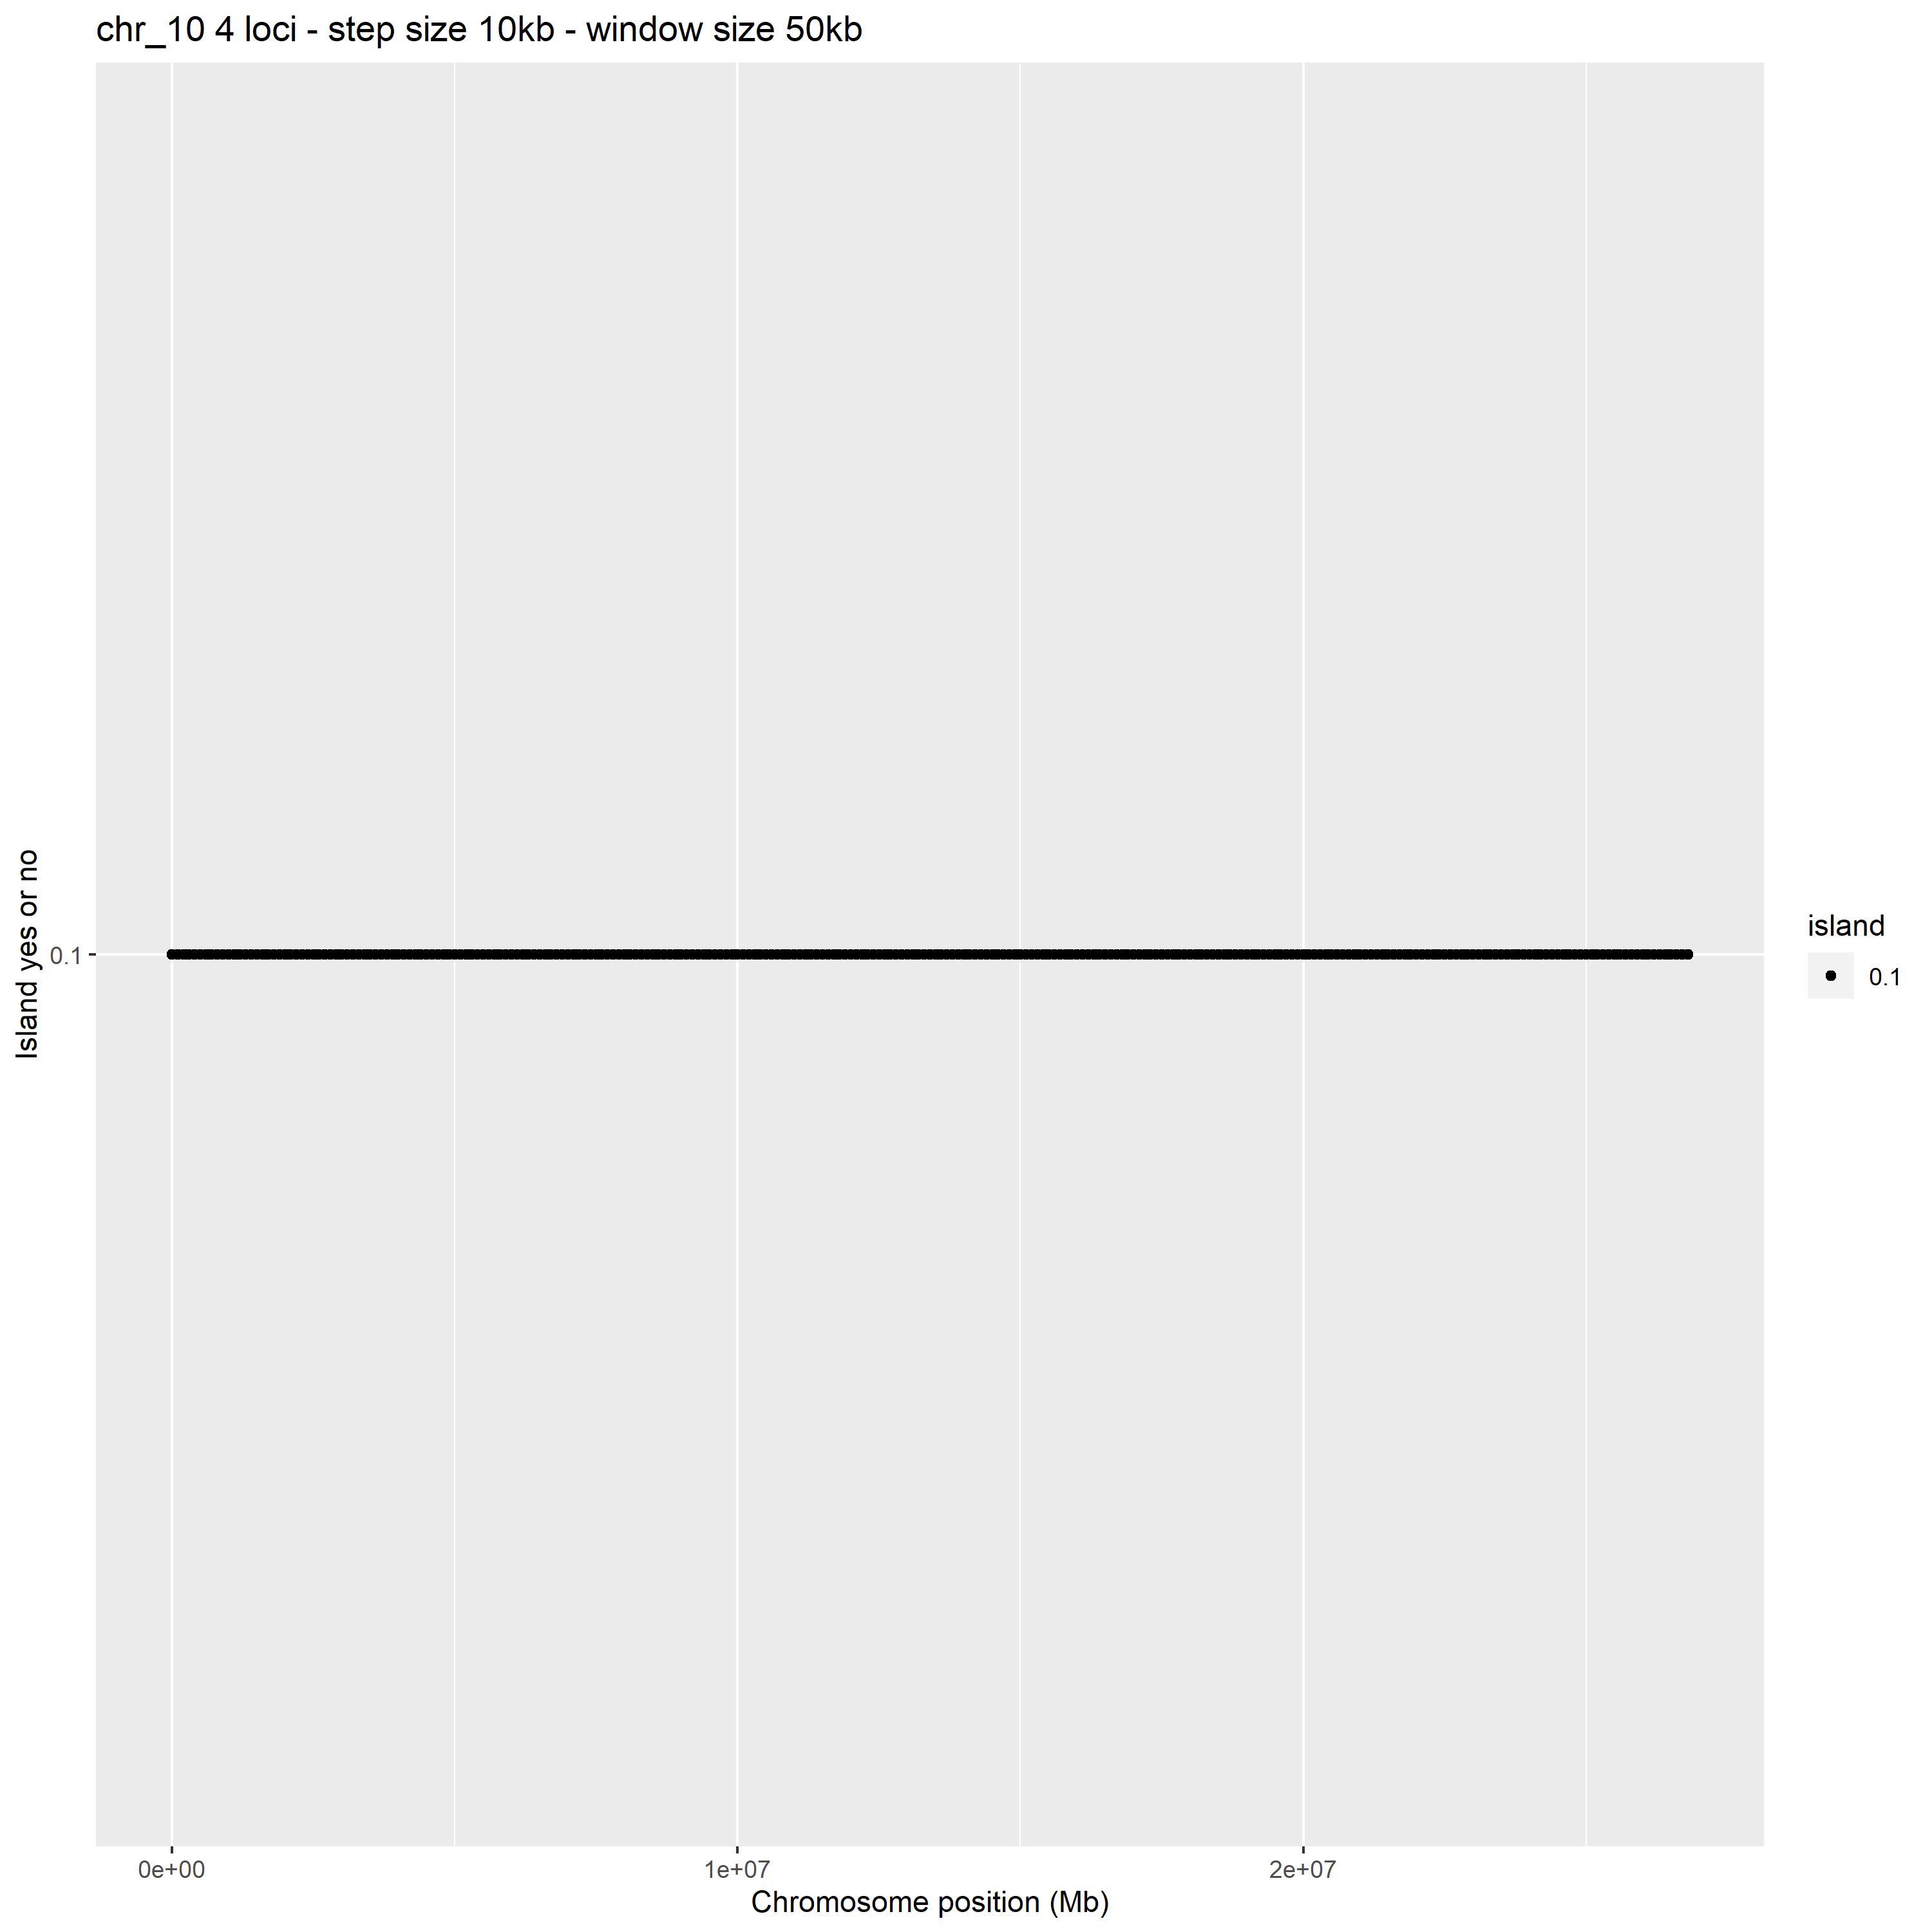 chr_10 4 loci - step size 10kb - window size 50kb
Island yes or no
0.1
island
0.1
0e+00 1e+07 2e+07
Chromosome position (Mb)